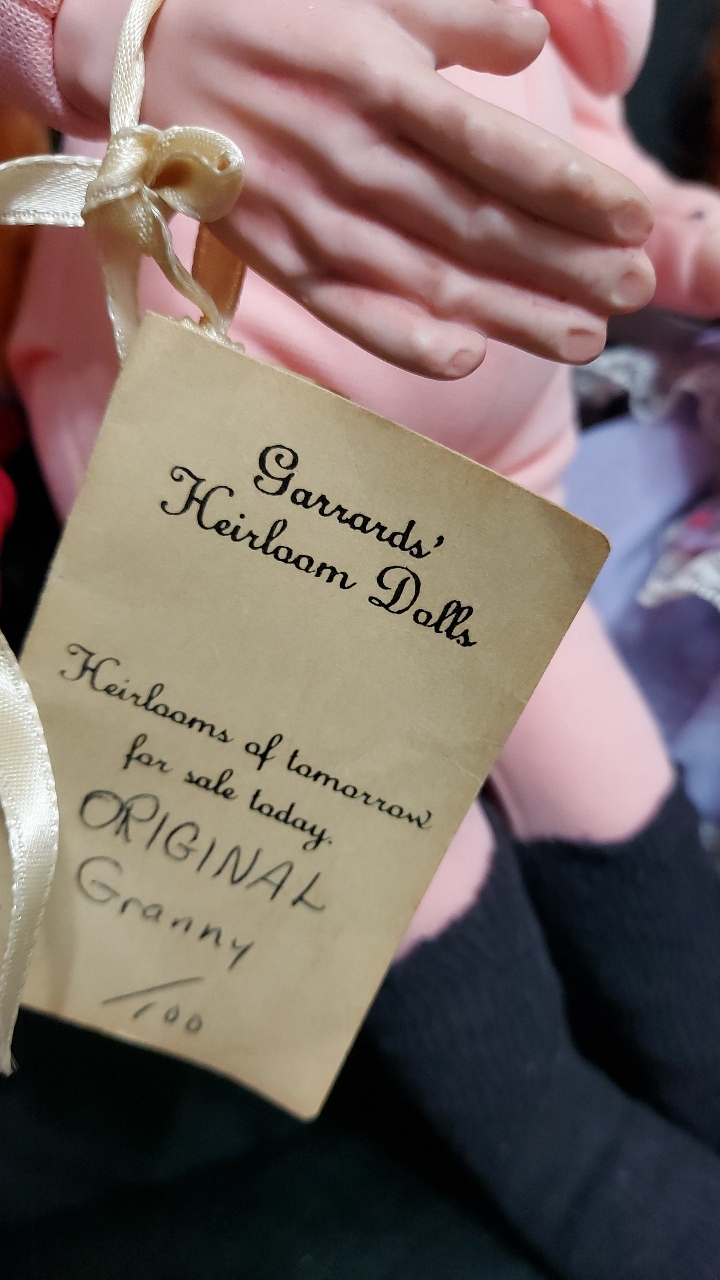 Garrards'
Heirloom Dolls
Heirlooms of tomorrow
for sale today.
ORIGINAL
Granny
/100